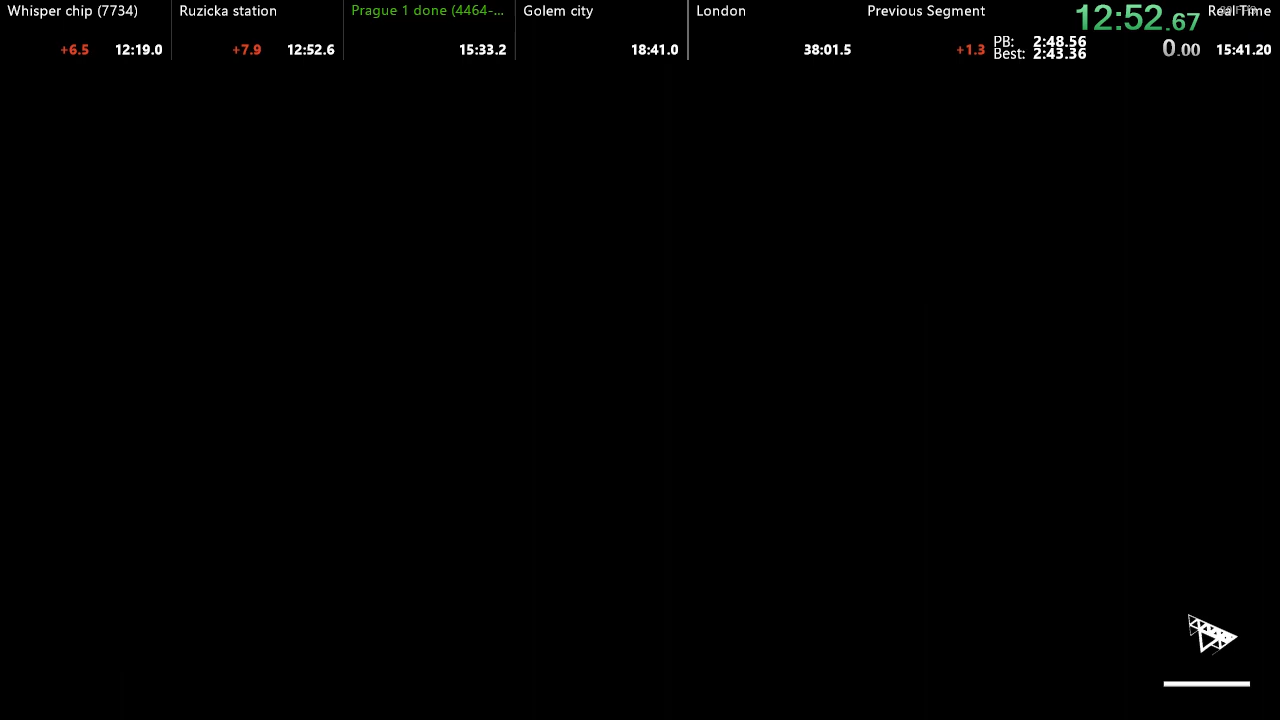 Whisper chip (7734)
+6.5 12:19.0
Ruzicka station
+7.9 12:52.6
Prague 1 done (4464-...
15:33.2
Golem city
18:41.0
London
38:01.5
Previous Segment
+1.3
PB: 2:48.56
Best: 2:43.36
12:52.67
0.00
Real Time
15:41.20